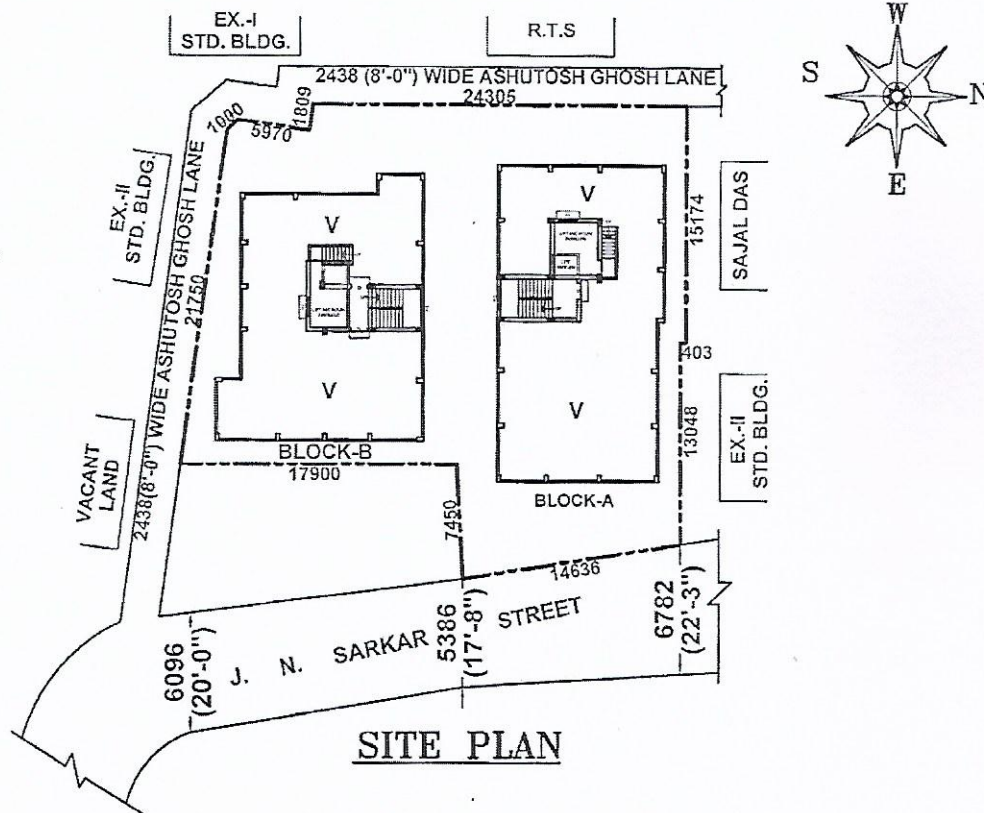 EX.-I
STD. BLDG.
R.T.S
W
S
N
E
2438 (8'-0") WIDE ASHUTOSH GHOSH LANE
24305
1809
1000
5970
EX.-II
STD. BLDG.
2438(8'-0") WIDE ASHUTOSH GHOSH LANE
21750
V
V
15174
SAJAL DAS
403
V
V
13048
EX.-II
STD. BLDG.
BLOCK-B
17900
BLOCK-A
VACANT
LAND
7450
14636
6096
(20'-0")
J. N. SARKAR STREET
5386
(17'-8")
6782
(22'-3")
SITE PLAN